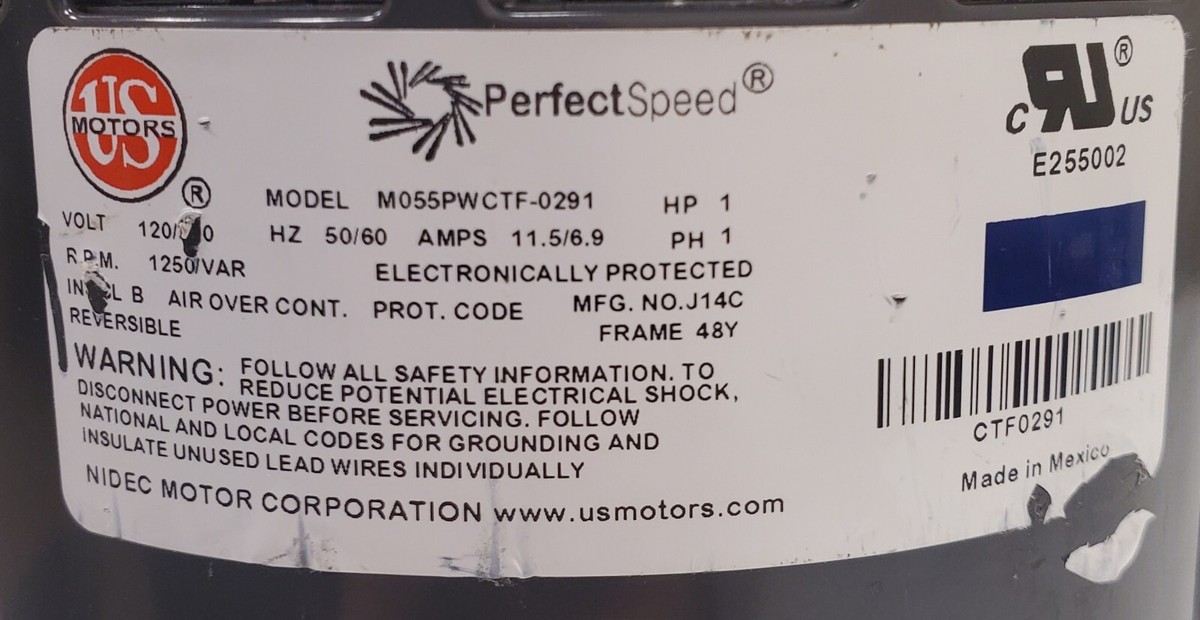 US
MOTORS
®
PerfectSpeed®
C RU® US
E255002
MODEL M055PWCTF-0291 HP 1
VOLT HZ 50/60 AMPS 11.5/6.9 PH 1
R.P.M. 1250/VAR ELECTRONICALLY PROTECTED
B AIR OVER CONT. PROT. CODE MFG. NO.J14C
REVERSIBLE FRAME 48Y
WARNING: FOLLOW ALL SAFETY INFORMATION. TO
REDUCE POTENTIAL ELECTRICAL SHOCK,
DISCONNECT POWER BEFORE SERVICING. FOLLOW
NATIONAL AND LOCAL CODES FOR GROUNDING AND
INSULATE UNUSED LEAD WIRES INDIVIDUALLY
NIDEC MOTOR CORPORATION www.usmotors.com
CTF0291
Made in Mexico